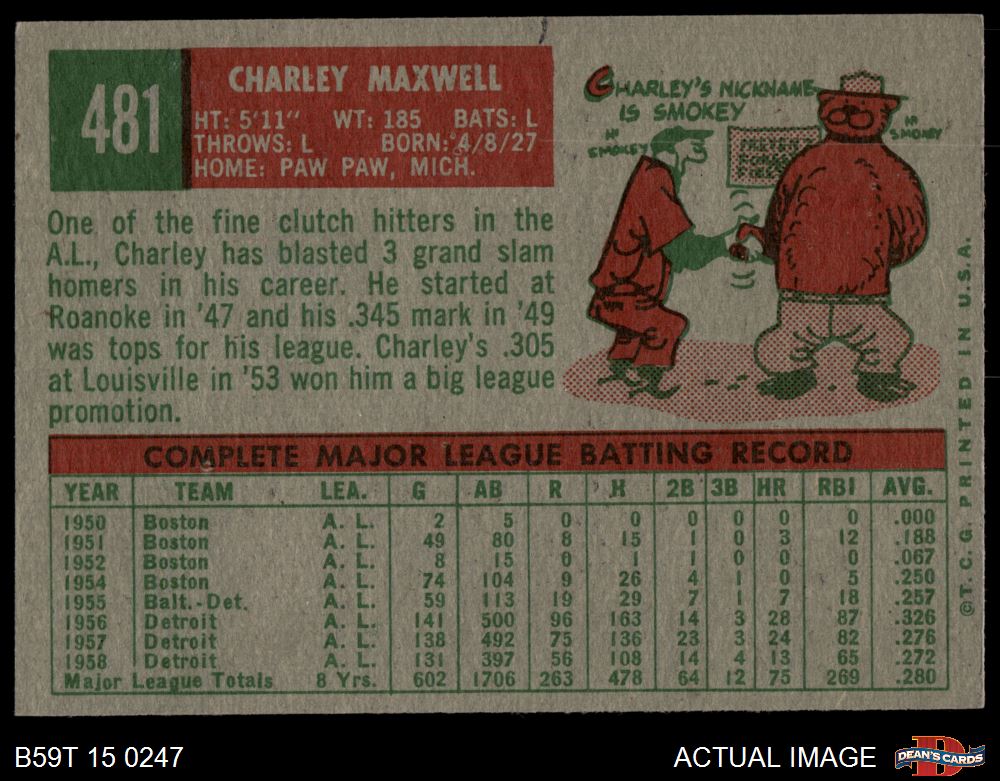 481
CHARLEY MAXWELL
HT: 5'11" WT: 185 BATS: L
THROWS: L BORN: 4/8/27
HOME: PAW PAW, MICH.
One of the fine clutch hitters in the
A.L., Charley has blasted 3 grand slam
homers in his career. He started at
Roanoke in '47 and his .345 mark in '49
was tops for his league. Charley's .305
at Louisville in '53 won him a big league
promotion.
CHARLEY'S NICKNAME
IS SMOKEY
HI
SMOKEY
HI
SMOKEY
PREVENT
FOREST
FIRES
COMPLETE MAJOR LEAGUE BATTING RECORD
YEAR TEAM LEA. G AB R H 2B 3B HR RBI AVG.
1950 Boston A. L. 2 5 0 0 0 0 0 0 .000
1951 Boston A. L. 49 80 8 15 1 0 3 12 .188
1952 Boston A. L. 8 15 0 1 1 0 0 0 .067
1954 Boston A. L. 74 104 9 26 4 1 0 5 .250
1955 Balt.-Det. A. L. 59 113 19 29 7 1 7 18 .257
1956 Detroit A. L. 141 500 96 163 14 3 28 87 .326
1957 Detroit A. L. 138 492 75 136 23 3 24 82 .276
1958 Detroit A. L. 131 397 56 108 14 4 13 65 .272
Major League Totals 8 Yrs. 602 1706 263 478 64 12 75 269 .280
©T. C. G. PRINTED IN U.S.A.
B59T 15 0247
ACTUAL IMAGE
DEAN'S CARDS